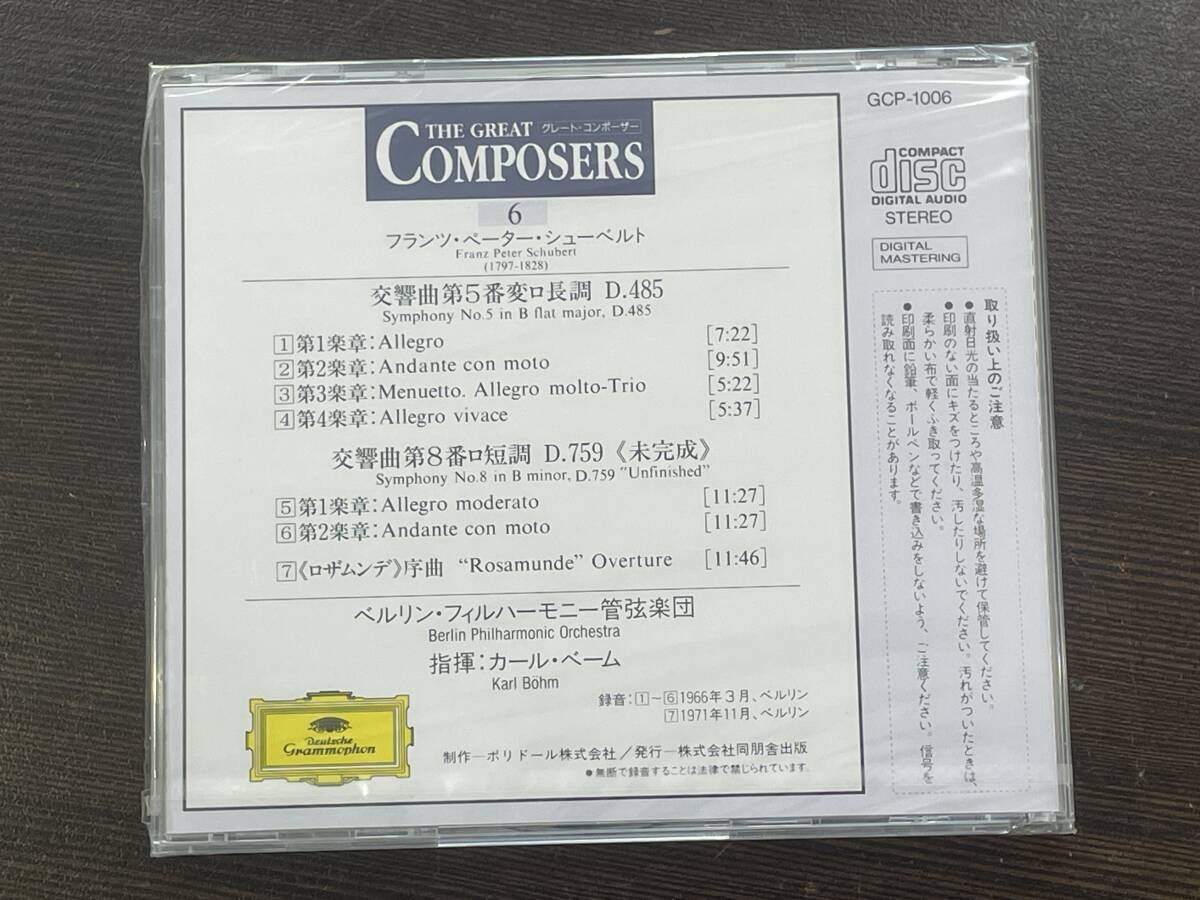 THE GREAT グレート・コンポーザー
COMPOSERS
6
フランツ・ペーター・シューベルト
Franz Peter Schubert
(1797-1828)
交響曲第5番変ロ長調 D.485
Symphony No.5 in B flat major, D.485
1 第1楽章:Allegro [7:22]
2 第2楽章:Andante con moto [9:51]
3 第3楽章:Menuetto. Allegro molto-Trio [5:22]
4 第4楽章:Allegro vivace [5:37]
交響曲第8番ロ短調 D.759《未完成》
Symphony No.8 in B minor, D.759 "Unfinished"
5 第1楽章:Allegro moderato [11:27]
6 第2楽章:Andante con moto [11:27]
7 《ロザムンデ》序曲 “Rosamunde” Overture [11:46]
ベルリン・フィルハーモニー管弦楽団
Berlin Philharmonic Orchestra
指揮:カール・ベーム
Karl Böhm
録音:1~6 1966年3月、ベルリン
7 1971年11月、ベルリン
Deutsche
Grammophon
制作—ポリドール株式会社/発行—株式会社同朋舎出版
●無断で録音することは法律で禁じられています。
GCP-1006
COMPACT
disc
DIGITAL AUDIO
STEREO
DIGITAL
MASTERING
取り扱い上のご注意
●直射日光の当たるところや高温多湿な場所を避けて保管してください。
●印刷のない面にキズをつけたり、汚したりしないでください。汚れがついたときは、
柔らかい布で軽くふき取ってください。
●印刷面に鉛筆、ボールペンなどで書き込みをしないよう、ご注意ください。信号を
読み取れなくなることがあります。